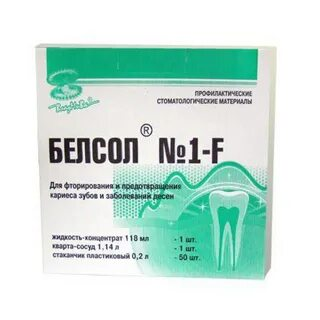 ПРОФИЛАКТИЧЕСКИЕ
СТОМАТОЛОГИЧЕСКИЕ МАТЕРИАЛЫ
БЕЛСОЛ ® №1-F
Для фторирования и предотвращения
кариеса зубов и заболеваний десен
жидкость-концентрат 118 мл - 1 шт.
кварта-сосуд 1,14 л - 1 шт.
стаканчик пластиковый 0,2 л - 50 шт.